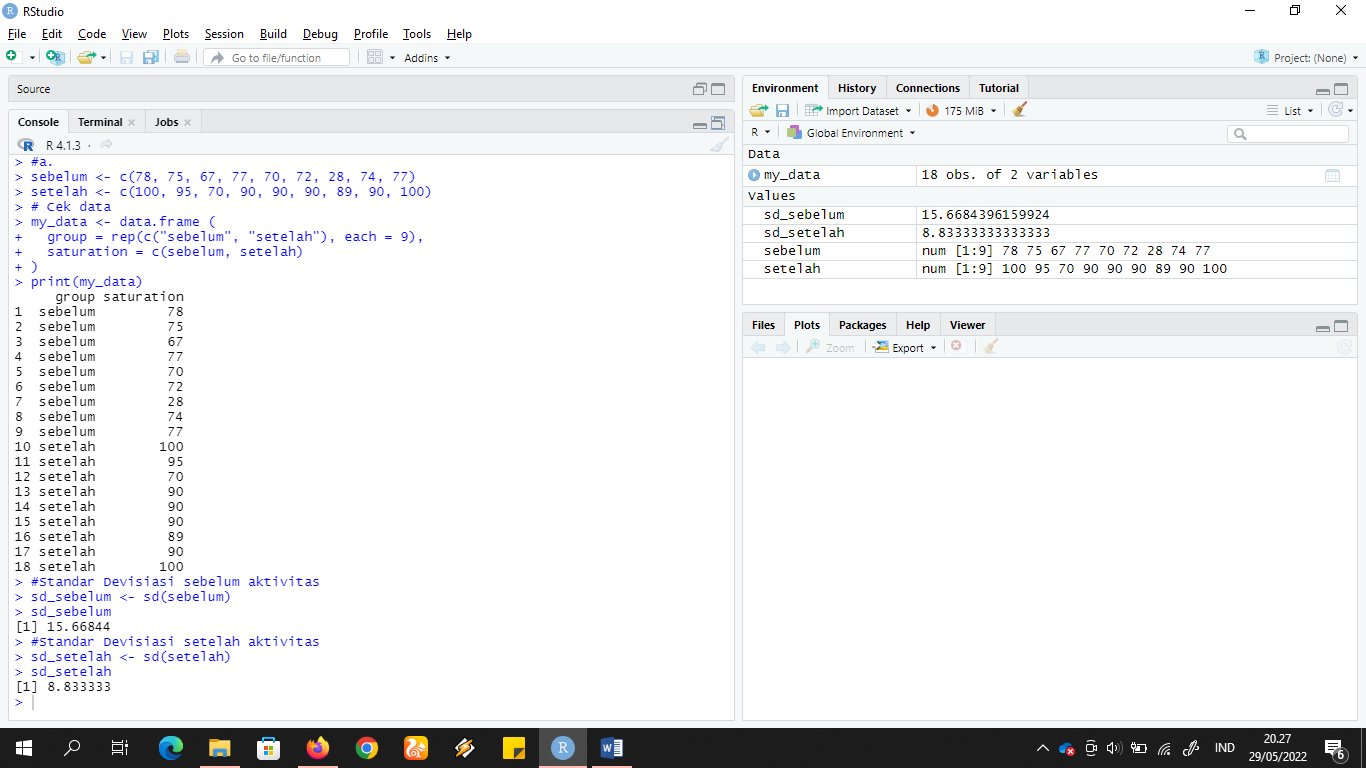 RStudio
File Edit Code View Plots Session Build Debug Profile Tools Help
Go to file/function Addins Project: (None)
Source
Console Terminal Jobs
R 4.1.3 ·
> #a.
> sebelum <- c(78, 75, 67, 77, 70, 72, 28, 74, 77)
> setelah <- c(100, 95, 70, 90, 90, 90, 89, 90, 100)
> # Cek data
> my_data <- data.frame (
+   group = rep(c("sebelum", "setelah"), each = 9),
+   saturation = c(sebelum, setelah)
+ )
> print(my_data)
group saturation
1 sebelum 78
2 sebelum 75
3 sebelum 67
4 sebelum 77
5 sebelum 70
6 sebelum 72
7 sebelum 28
8 sebelum 74
9 sebelum 77
10 setelah 100
11 setelah 95
12 setelah 70
13 setelah 90
14 setelah 90
15 setelah 90
16 setelah 89
17 setelah 90
18 setelah 100
> #Standar Devisiasi sebelum aktivitas
> sd_sebelum <- sd(sebelum)
> sd_sebelum
[1] 15.66844
> #Standar Devisiasi setelah aktivitas
> sd_setelah <- sd(setelah)
> sd_setelah
[1] 8.833333
>
Environment History Connections Tutorial
Import Dataset 175 MiB List
R Global Environment
Data
my_data 18 obs. of 2 variables
Values
sd_sebelum 15.6684396159924
sd_setelah 8.83333333333333
sebelum num [1:9] 78 75 67 77 70 72 28 74 77
setelah num [1:9] 100 95 70 90 90 90 89 90 100
Files Plots Packages Help Viewer
Zoom Export
IND
20.27
29/05/2022
6